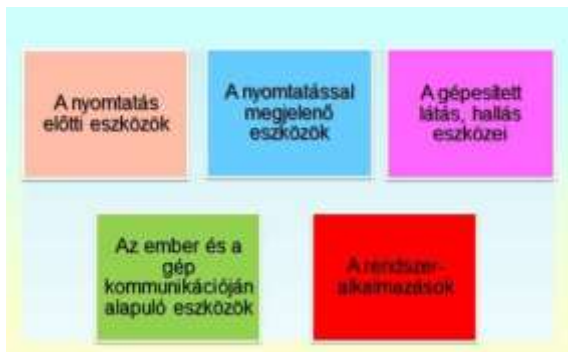 A nyomtatás
előtti eszközök
A nyomtatással
megjelenő
eszközök
A gépesített
látás, hallás
eszközei
Az ember és a
gép
kommunikációján
alapuló eszközök
A rendszer-
alkalmazások